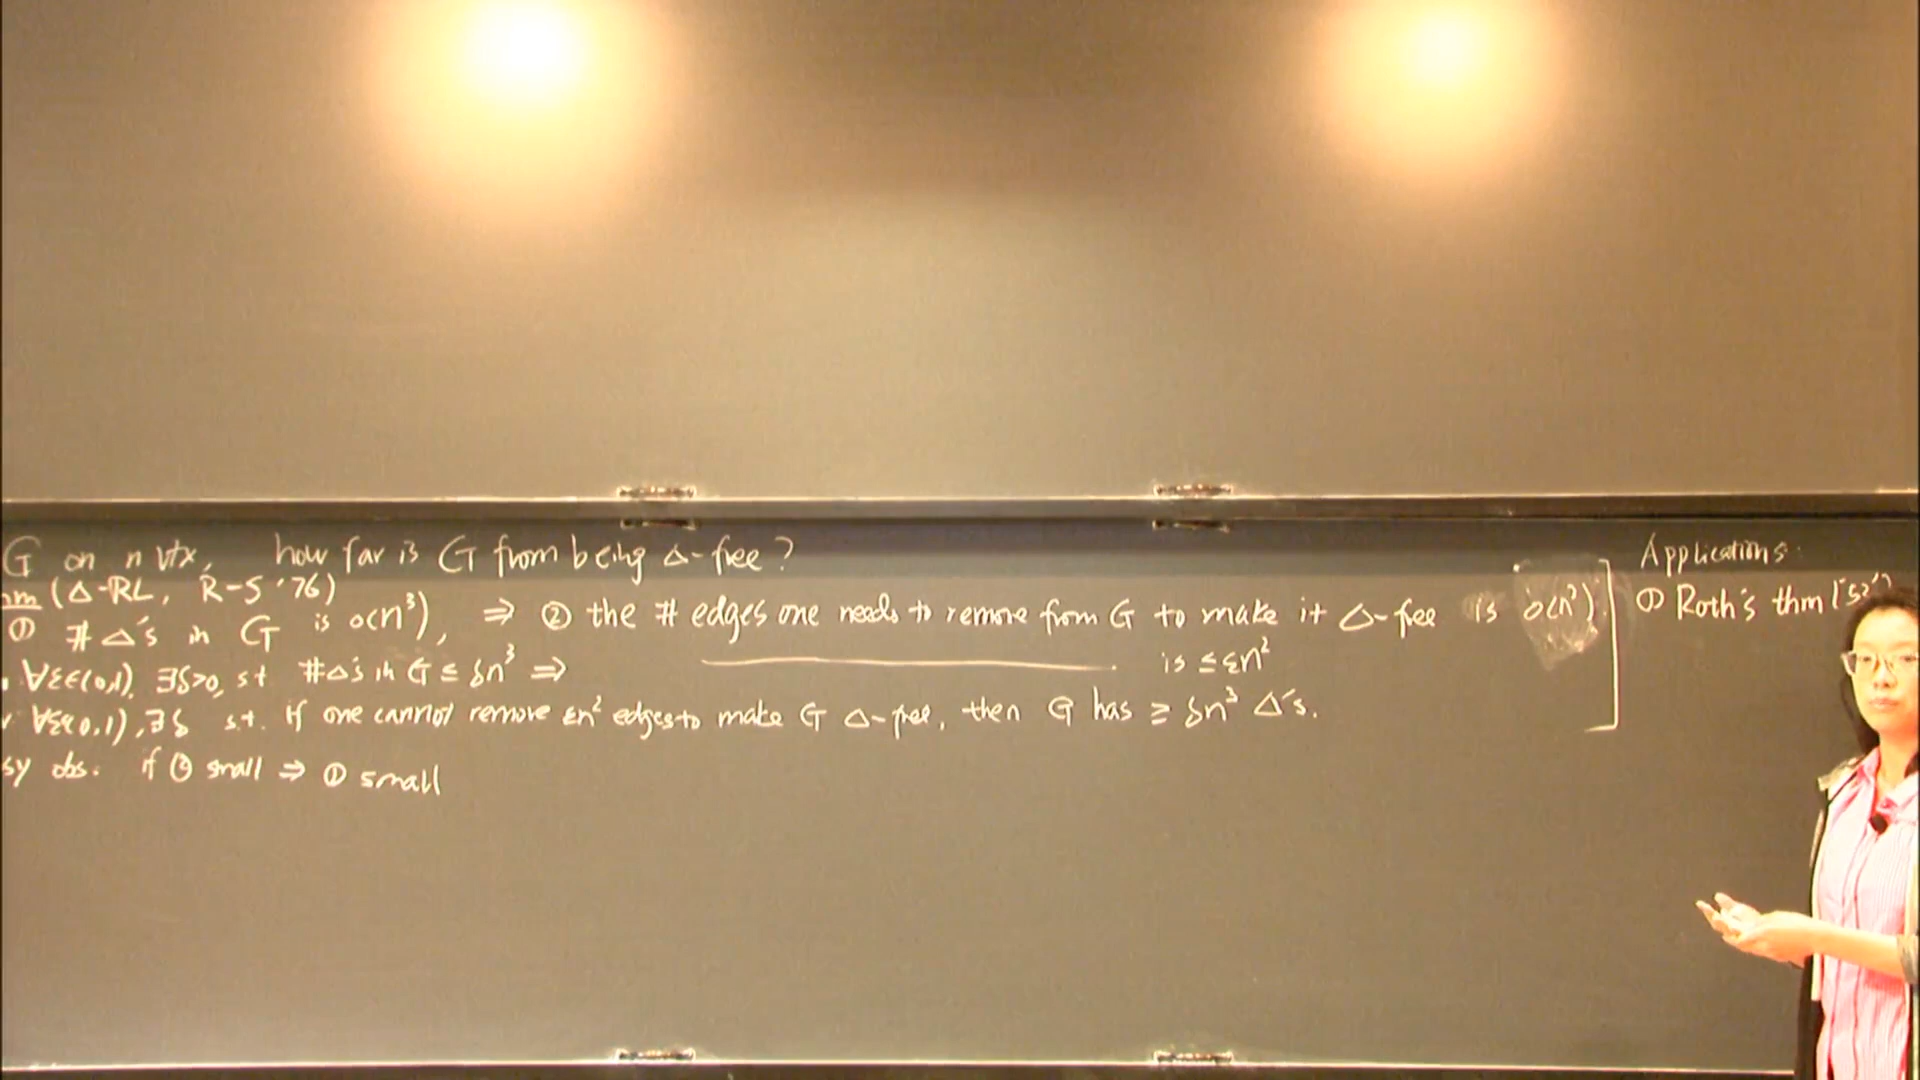 G on n vtx, how far is G from being Δ-free?
(Δ-RL, R-S '76)
① # Δ's in G is o(n³), ⇒ ② the # edges one needs to remove from G to make it Δ-free is o(n²).
∀ε∈(0,1), ∃δ>0, st #Δ's in G ≤ δn³ ⇒ ―――― is ≤ εn²
∀ε∈(0,1), ∃δ s.t. if one cannot remove εn² edges to make G Δ-free, then G has ≥ δn³ Δ's.
sy obs. if ② small ⇒ ① small
Applications:
① Roth's thm ('52)